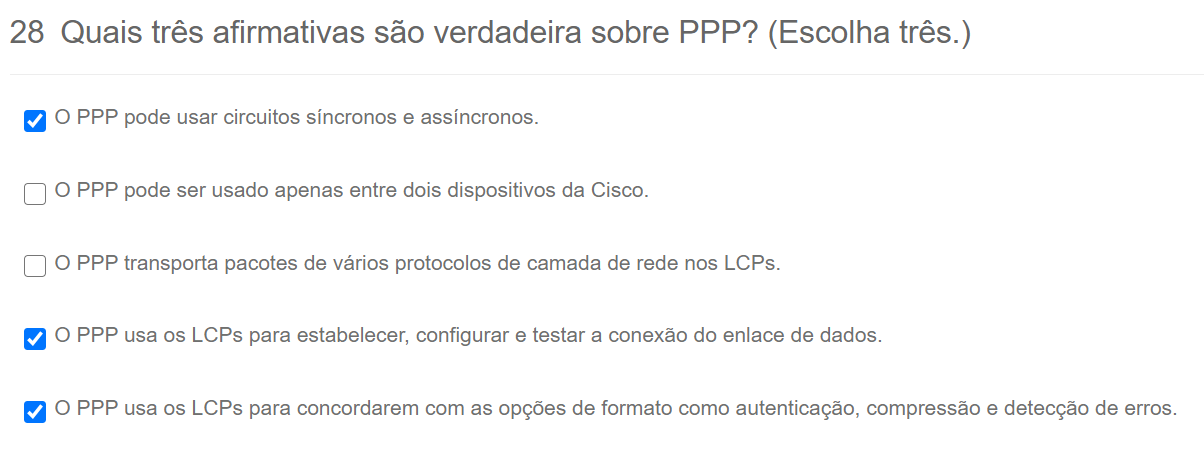 28 Quais três afirmativas são verdadeira sobre PPP? (Escolha três.)
O PPP pode usar circuitos síncronos e assíncronos.
O PPP pode ser usado apenas entre dois dispositivos da Cisco.
O PPP transporta pacotes de vários protocolos de camada de rede nos LCPs.
O PPP usa os LCPs para estabelecer, configurar e testar a conexão do enlace de dados.
O PPP usa os LCPs para concordarem com as opções de formato como autenticação, compressão e detecção de erros.